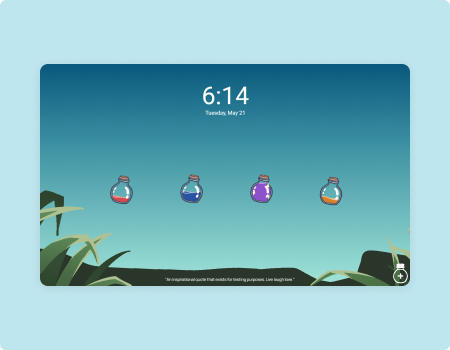 6:14
Tuesday, May 21
"An inspirational quote that exists for testing purposes. Live laugh love."